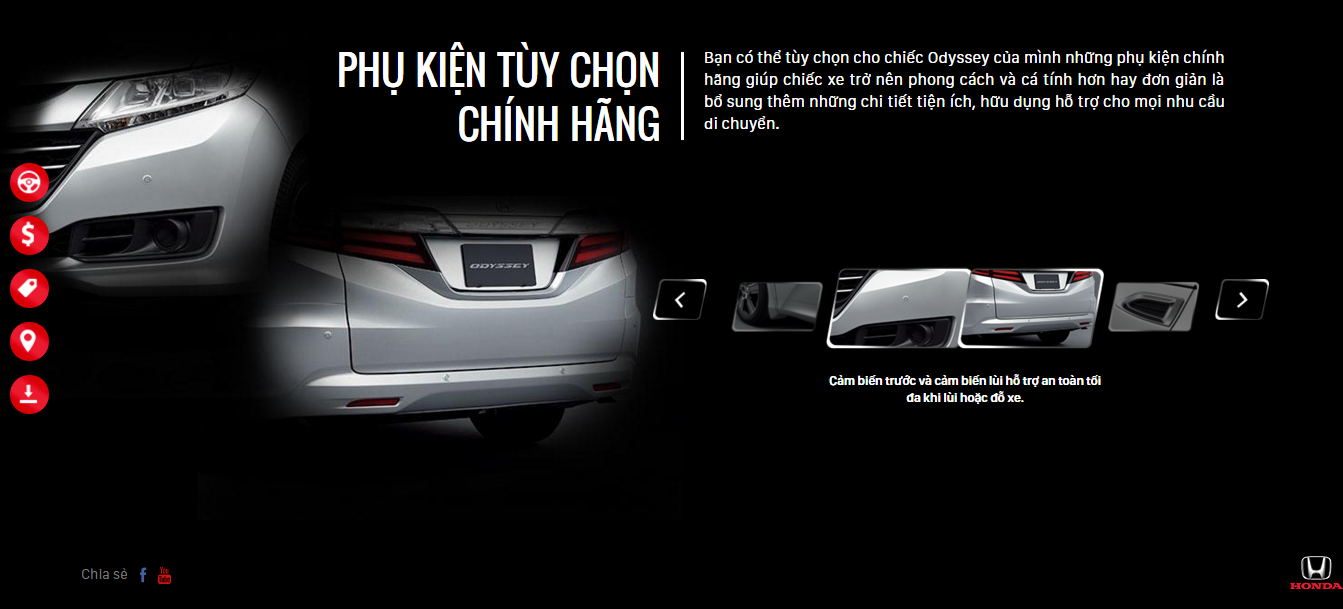 PHỤ KIỆN TÙY CHỌN
CHÍNH HÃNG
Bạn có thể tùy chọn cho chiếc Odyssey của mình những phụ kiện chính
hãng giúp chiếc xe trở nên phong cách và cá tính hơn hay đơn giản là
bổ sung thêm những chi tiết tiện ích, hữu dụng hỗ trợ cho mọi nhu cầu
di chuyển.
ODYSSEY
Cảm biến trước và cảm biến lùi hỗ trợ an toàn tối
đa khi lùi hoặc đỗ xe.
Chia sẻ
f
You
Tube
HONDA